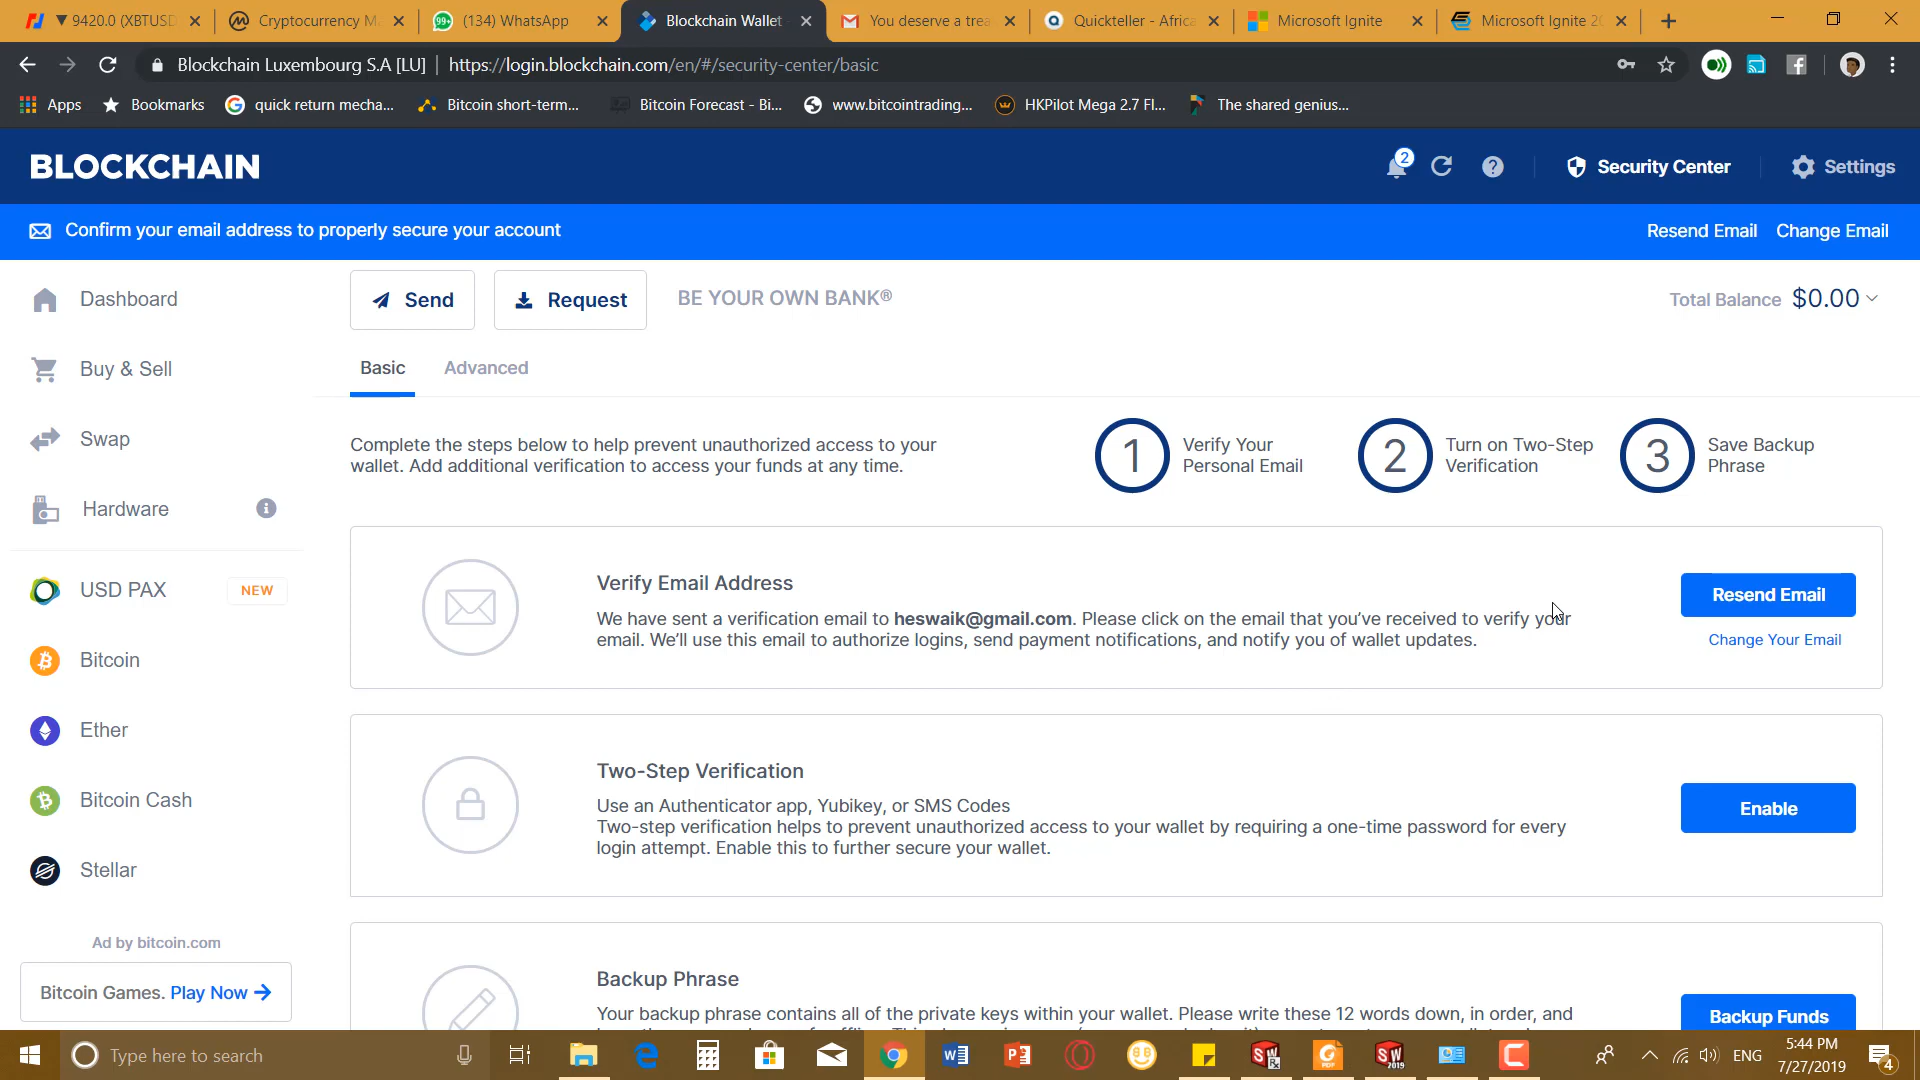 ▼ 9420.0 (XBTUSD
Cryptocurrency M
(134) WhatsApp
Blockchain Wallet
You deserve a trea
Quickteller - Africa
Microsoft Ignite
Microsoft Ignite 20
Blockchain Luxembourg S.A [LU] | https://login.blockchain.com/en/#/security-center/basic
Apps
Bookmarks
quick return mecha...
Bitcoin short-term...
Bitcoin Forecast - Bi...
www.bitcointrading...
HKPilot Mega 2.7 Fl...
The shared genius...
BLOCKCHAIN
2
Security Center
Settings
Confirm your email address to properly secure your account
Resend Email
Change Email
Dashboard
Buy & Sell
Swap
Hardware
USD PAX
NEW
Bitcoin
Ether
Bitcoin Cash
Stellar
Ad by bitcoin.com
Bitcoin Games. Play Now
Send
Request
BE YOUR OWN BANK®
Total Balance $0.00
Basic
Advanced
Complete the steps below to help prevent unauthorized access to your
wallet. Add additional verification to access your funds at any time.
1
Verify Your
Personal Email
2
Turn on Two-Step
Verification
3
Save Backup
Phrase
Verify Email Address
We have sent a verification email to heswaik@gmail.com. Please click on the email that you've received to verify your
email. We'll use this email to authorize logins, send payment notifications, and notify you of wallet updates.
Resend Email
Change Your Email
Two-Step Verification
Use an Authenticator app, Yubikey, or SMS Codes
Two-step verification helps to prevent unauthorized access to your wallet by requiring a one-time password for every
login attempt. Enable this to further secure your wallet.
Enable
Backup Phrase
Your backup phrase contains all of the private keys within your wallet. Please write these 12 words down, in order, and
Backup Funds
Type here to search
ENG
5:44 PM
7/27/2019
4